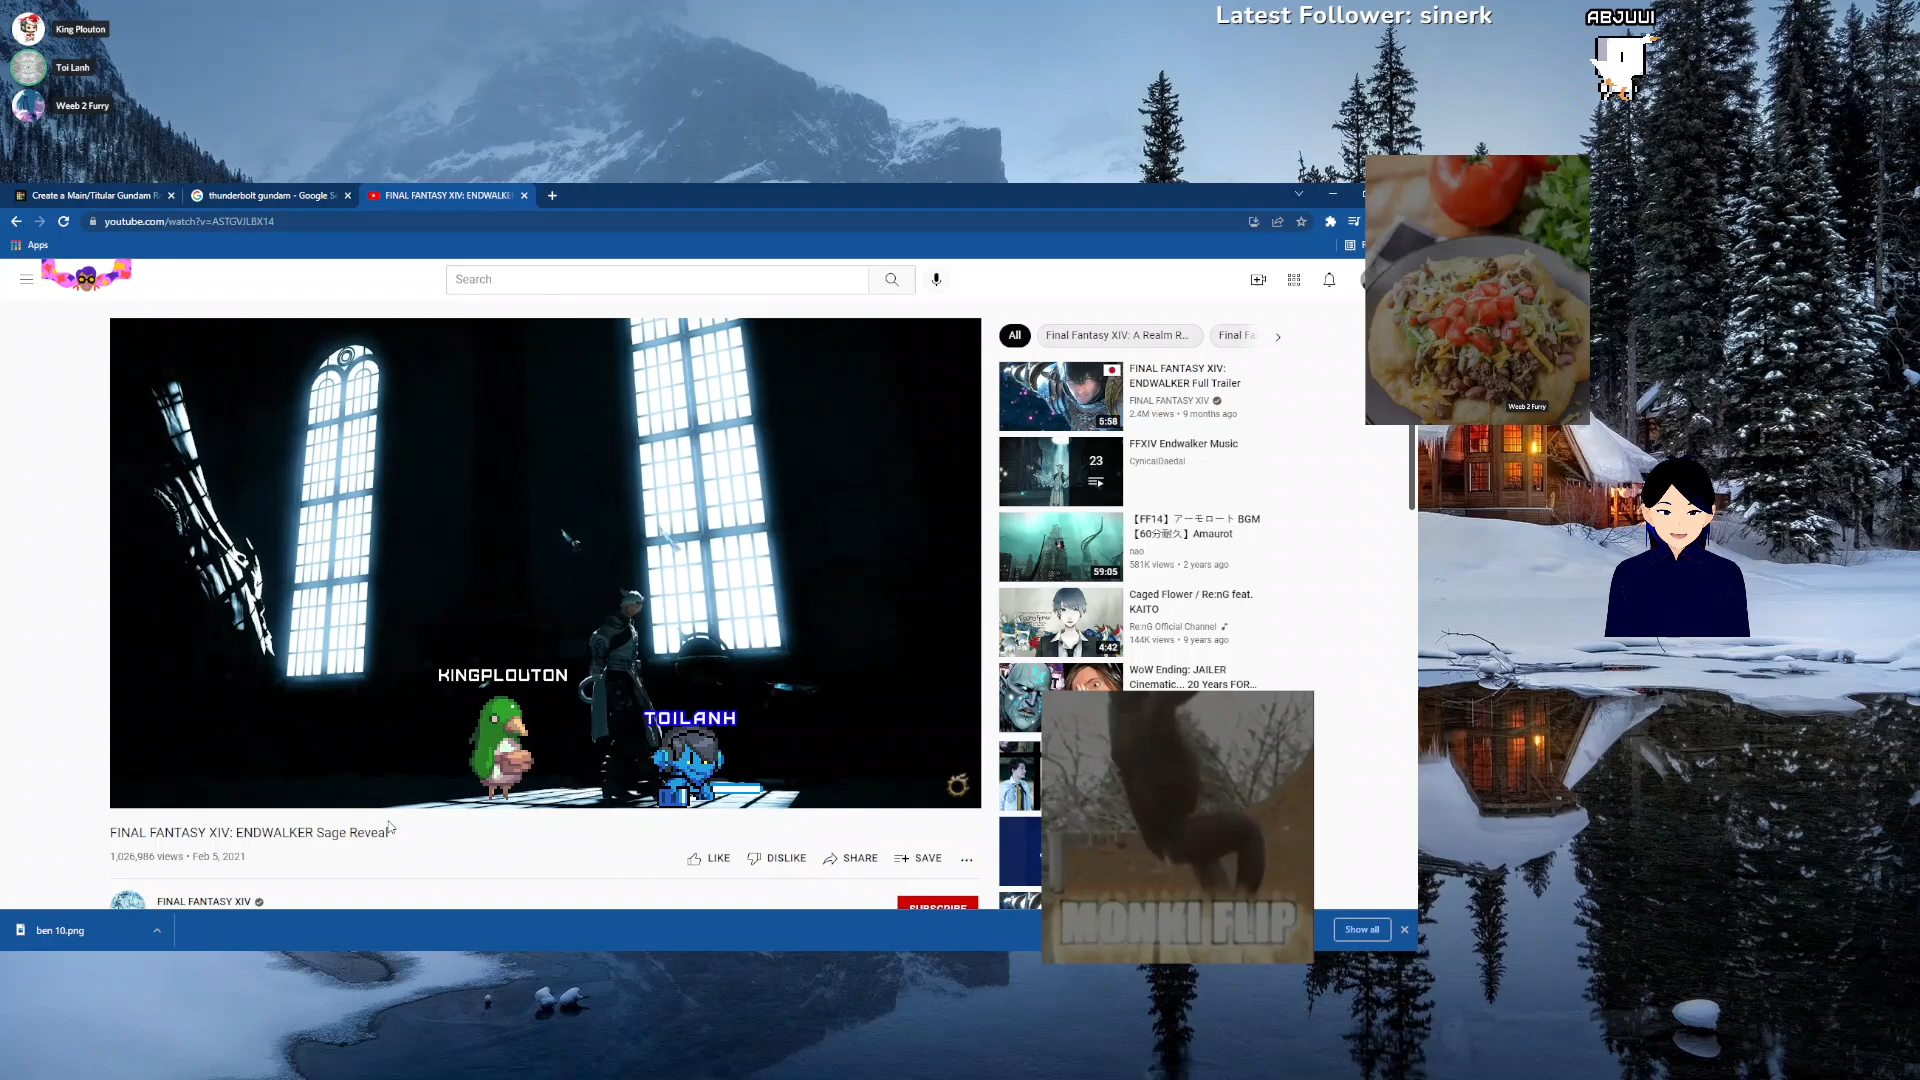 Latest Follower: sinerk
ABJUUI
King Plouton
Toi Lanh
Weeb 2 Furry
Create a Main/Titular Gundam R
thunderbolt gundam - Google S
FINAL FANTASY XIV: ENDWALKE
youtube.com/watch?v=ASTGVJLBX14
Apps
Search
All
Final Fantasy XIV: A Realm R...
Final Fa
FINAL FANTASY XIV:
ENDWALKER Full Trailer
FINAL FANTASY XIV
2.4M views • 9 months ago
5:58
FFXIV Endwalker Music
CynicalDaedal
23
【FF14】アーモロート BGM
【60分耐久】Amaurot
nao
581K views • 2 years ago
59:05
Caged Flower / Re:nG feat.
KAITO
Re:nG Official Channel
144K views • 9 years ago
4:42
WoW Ending: JAILER
Cinematic... 20 Years FOR...
Weeb 2 Furry
KINGPLOUTON
TOILANH
MONKI FLIP
FINAL FANTASY XIV: ENDWALKER Sage Reveal
1,026,986 views • Feb 5, 2021
LIKE
DISLIKE
SHARE
SAVE
FINAL FANTASY XIV
SUBSCRIBE
ben 10.png
Show all